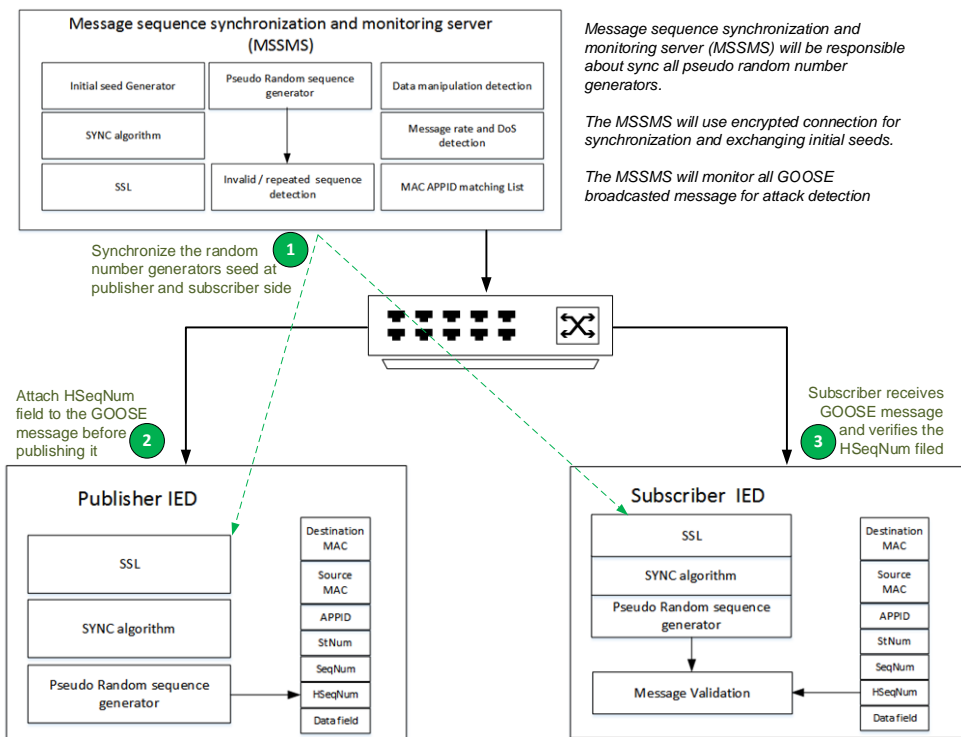 Message sequence synchronization and monitoring server
(MSSMS)
Initial seed Generator
Pseudo Random sequence
generator
Data manipulation detection
SYNC algorithm
Message rate and DoS
detection
SSL
Invalid / repeated sequence
detection
MAC APPID matching List
Message sequence synchronization and
monitoring server (MSSMS) will be responsible
about sync all pseudo random number
generators.
The MSSMS will use encrypted connection for
synchronization and exchanging initial seeds.
The MSSMS will monitor all GOOSE
broadcasted message for attack detection
Synchronize the random
number generators seed at
publisher and subscriber side
1
Attach HSeqNum
field to the GOOSE
message before
publishing it
2
Subscriber receives
GOOSE message
and verifies the
HSeqNum filed
3
Publisher IED
SSL
SYNC algorithm
Pseudo Random sequence
generator
Destination
MAC
Source
MAC
APPID
StNum
SeqNum
HSeqNum
Data field
Subscriber IED
SSL
SYNC algorithm
Pseudo Random sequence
generator
Message Validation
Destination
MAC
Source
MAC
APPID
StNum
SeqNum
HSeqNum
Data field